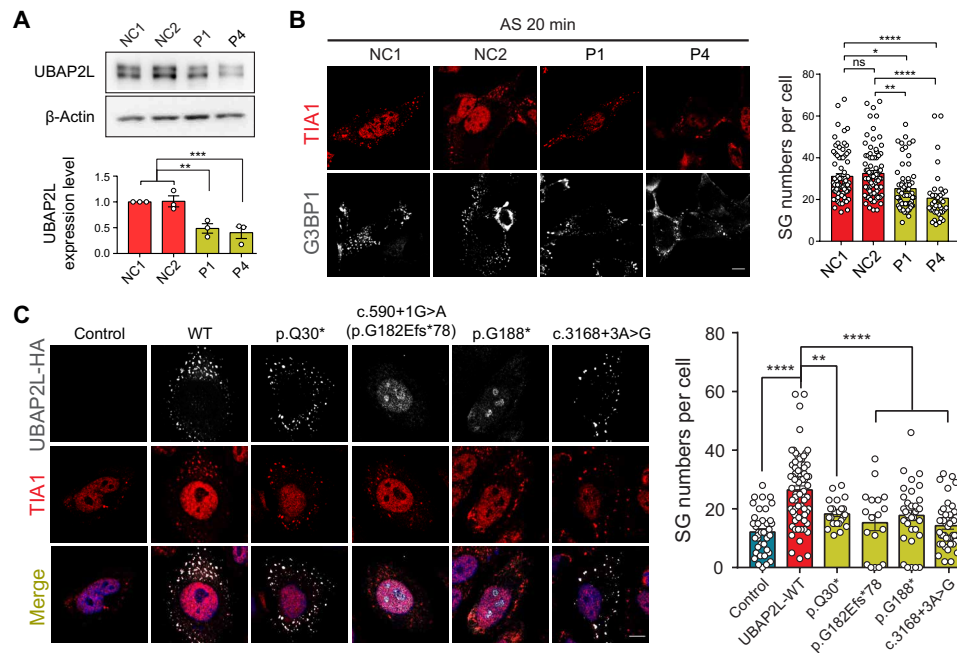 A
NC1 NC2 P1 P4
UBAP2L
β-Actin
*** 
**
UBAP2L
expression level
1.5
1.0
0.5
0.0
NC1 NC2 P1 P4
B
AS 20 min
NC1 NC2 P1 P4
TIA1
G3BP1
SG numbers per cell
****
*
ns
****
**
80
60
40
20
0
NC1 NC2 P1 P4
C
Control WT p.Q30* c.590+1G>A p.G188* c.3168+3A>G
(p.G182Efs*78)
UBAP2L-HA
TIA1
Merge
SG numbers per cell
****
**
****
80
60
40
20
0
Control UBAP2L-WT p.Q30* p.G182Efs*78 p.G188* c.3168+3A>G